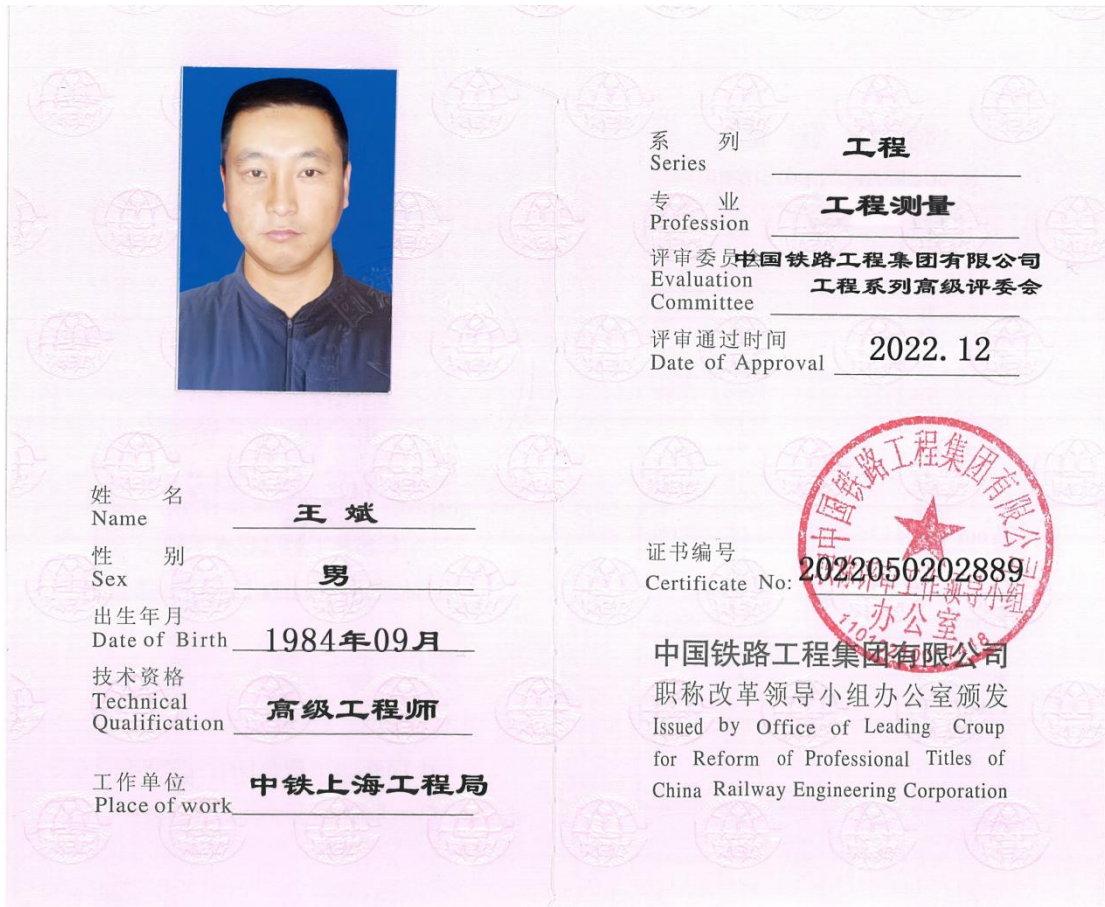 姓 名 王 斌
Name
性 别 男
Sex
出生年月
Date of Birth 1984年09月
技术资格
Technical
Qualification 高级工程师
工作单位 中铁上海工程局
Place of work
系 列 工程
Series
专 业 工程测量
Profession
评审委员会 中国铁路工程集团有限公司
Evaluation 工程系列高级评委会
Committee
评审通过时间
Date of Approval 2022.12
中国铁路工程集团有限公司
办公室
证书编号
Certificate No: 2022050202889
中国铁路工程集团有限公司
职称改革领导小组办公室颁发
Issued by Office of Leading Croup
for Reform of Professional Titles of
China Railway Engineering Corporation